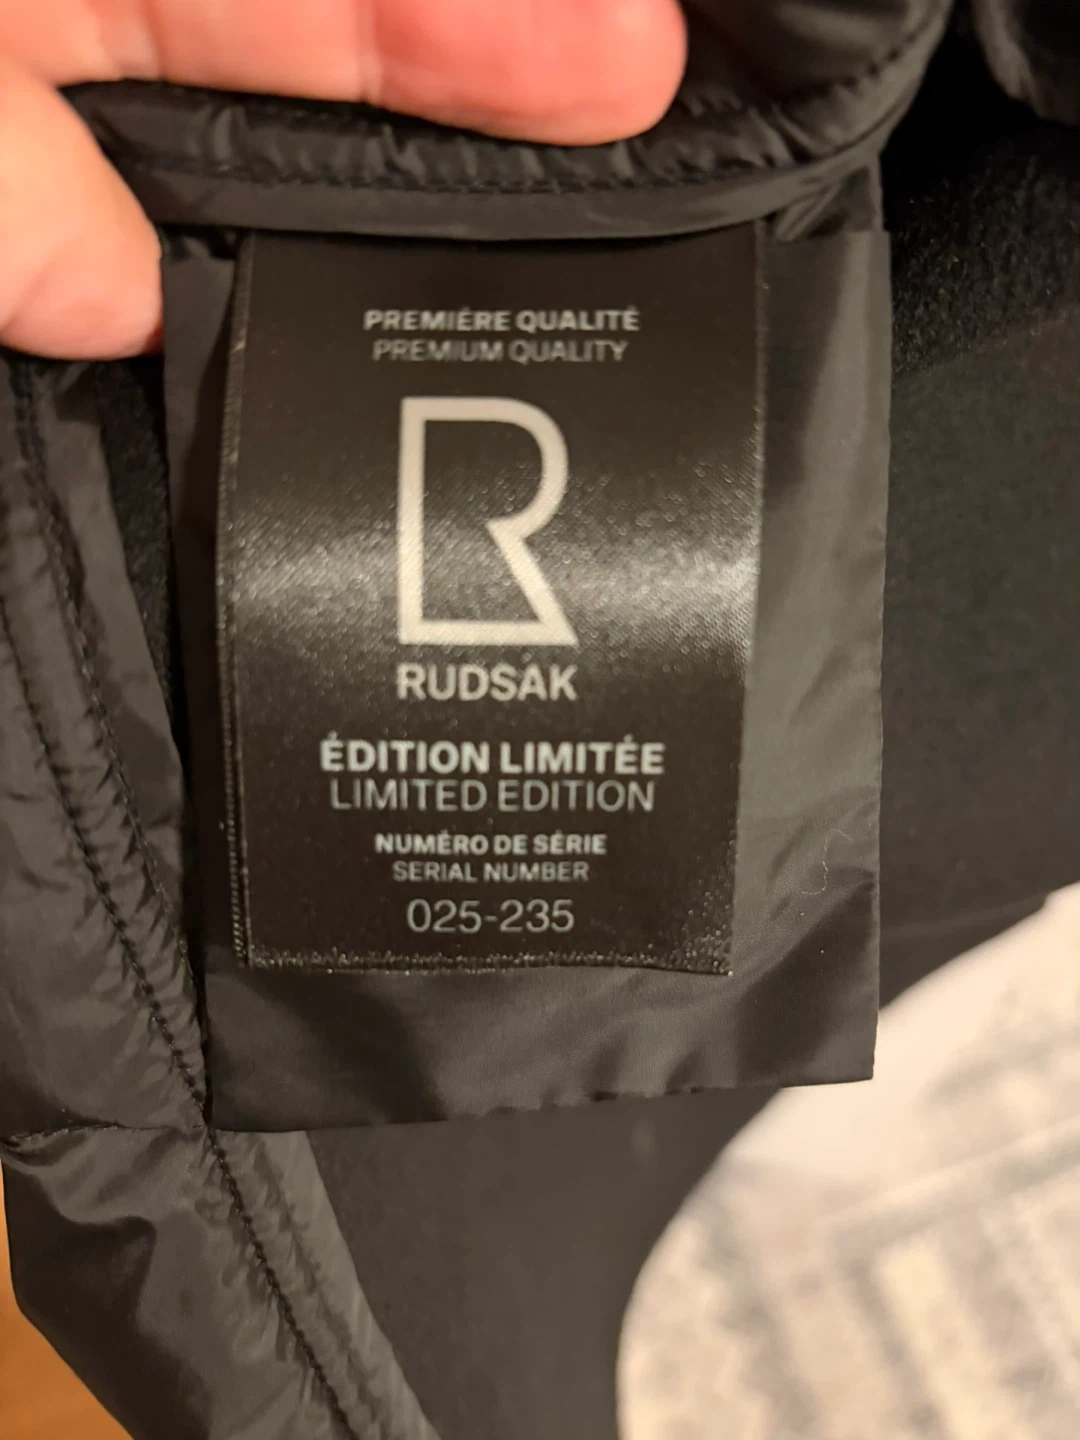 PREMIÈRE QUALITÉ
PREMIUM QUALITY
R
RUDSAK
ÉDITION LIMITÉE
LIMITED EDITION
NUMÉRO DE SÉRIE
SERIAL NUMBER
025-235